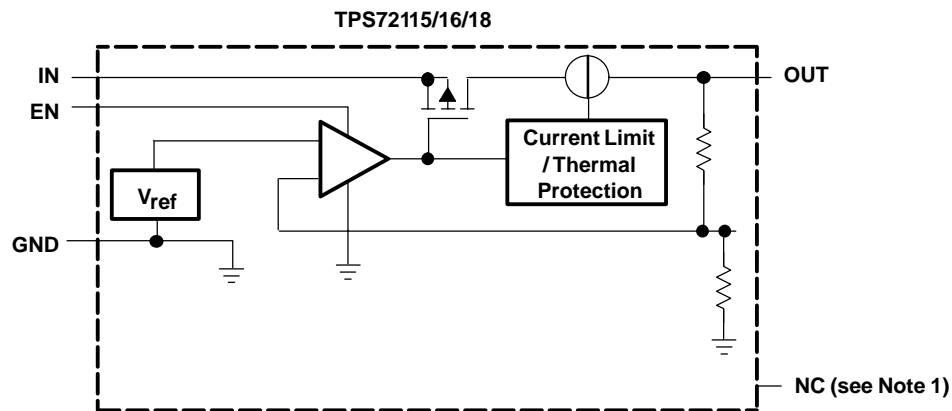 TPS72115/16/18
IN
OUT
EN
Current Limit
/ Thermal
Protection
Vref
GND
NC (see Note 1)